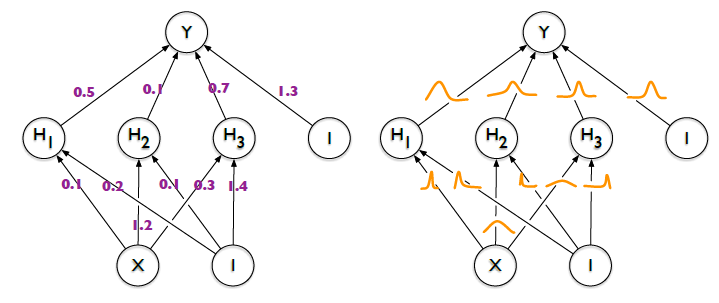 Y Y
0.5 0.1 0.7 1.3
H1 H2 H3 I H1 H2 H3 I
0.1 0.2 0.1 0.3 1.4
1.2
X I X I